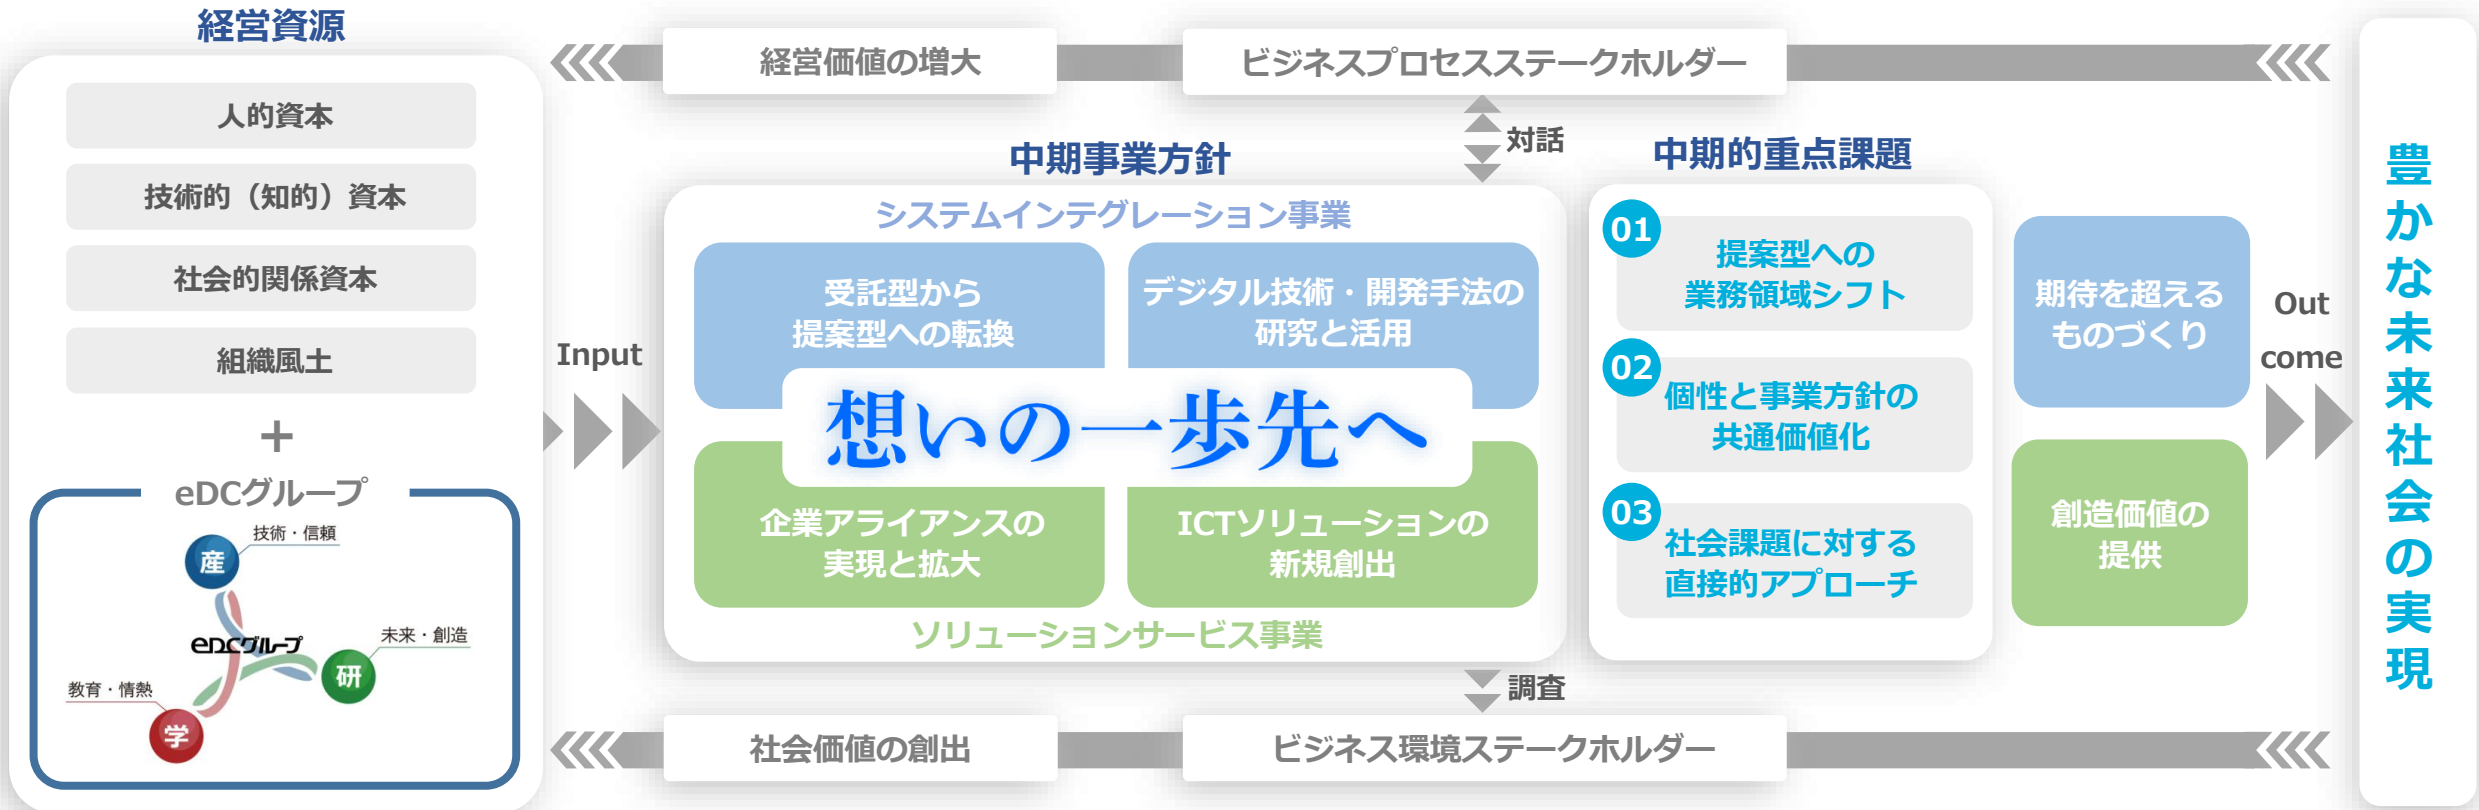 経営資源
人的資本
技術的（知的）資本
社会的関係資本
組織風土
+
eDCグループ
産
技術・信頼
eDCグループ
研
未来・創造
教育・情熱
学
Input
経営価値の増大
ビジネスプロセスステークホルダー
対話
中期事業方針
システムインテグレーション事業
受託型から
提案型への転換
デジタル技術・開発手法の
研究と活用
想いの一歩先へ
企業アライアンスの
実現と拡大
ICTソリューションの
新規創出
ソリューションサービス事業
調査
社会価値の創出
ビジネス環境ステークホルダー
中期的重点課題
01
提案型への
業務領域シフト
02
個性と事業方針の
共通価値化
03
社会課題に対する
直接的アプローチ
期待を超える
ものづくり
創造価値の
提供
Out
come
豊かな未来社会の実現